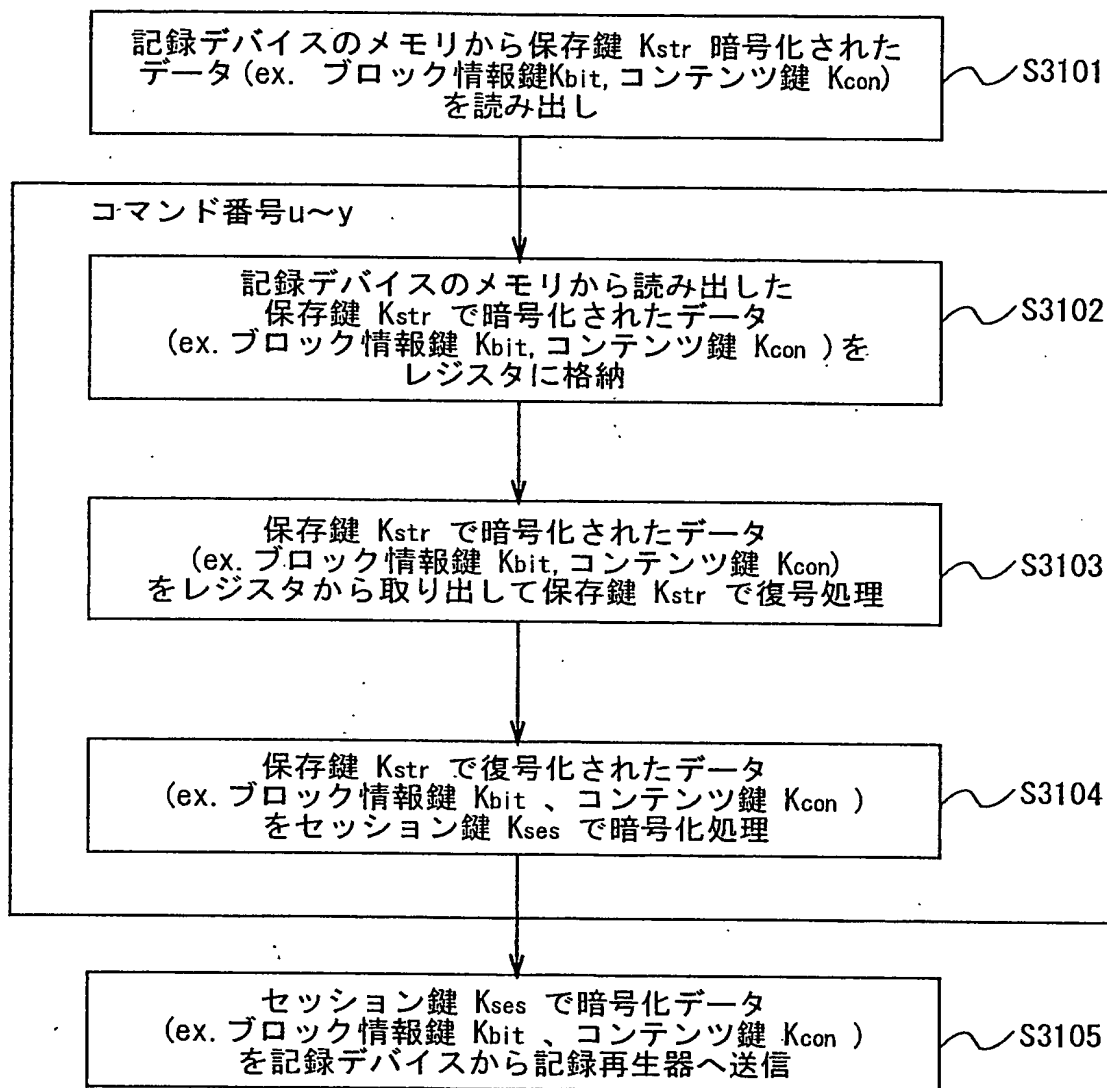 記録デバイスのメモリから保存鍵 Kstr 暗号化された
データ(ex. ブロック情報鍵Kbit,コンテンツ鍵 Kcon)
を読み出し
S3101
コマンド番号u～y
記録デバイスのメモリから読み出した
保存鍵 Kstr で暗号化されたデータ
(ex.ブロック情報鍵 Kbit,コンテンツ鍵 Kcon )を
レジスタに格納
S3102
保存鍵 Kstr で暗号化されたデータ
(ex.ブロック情報鍵 Kbit,コンテンツ鍵 Kcon)
をレジスタから取り出して保存鍵 Kstr で復号処理
S3103
保存鍵 Kstr で復号化されたデータ
(ex.ブロック情報鍵 Kbit 、コンテンツ鍵 Kcon )
をセッション鍵 Kses で暗号化処理
S3104
セッション鍵 Kses で暗号化データ
(ex.ブロック情報鍵 Kbit 、コンテンツ鍵 Kcon )
を記録デバイスから記録再生器へ送信
S3105